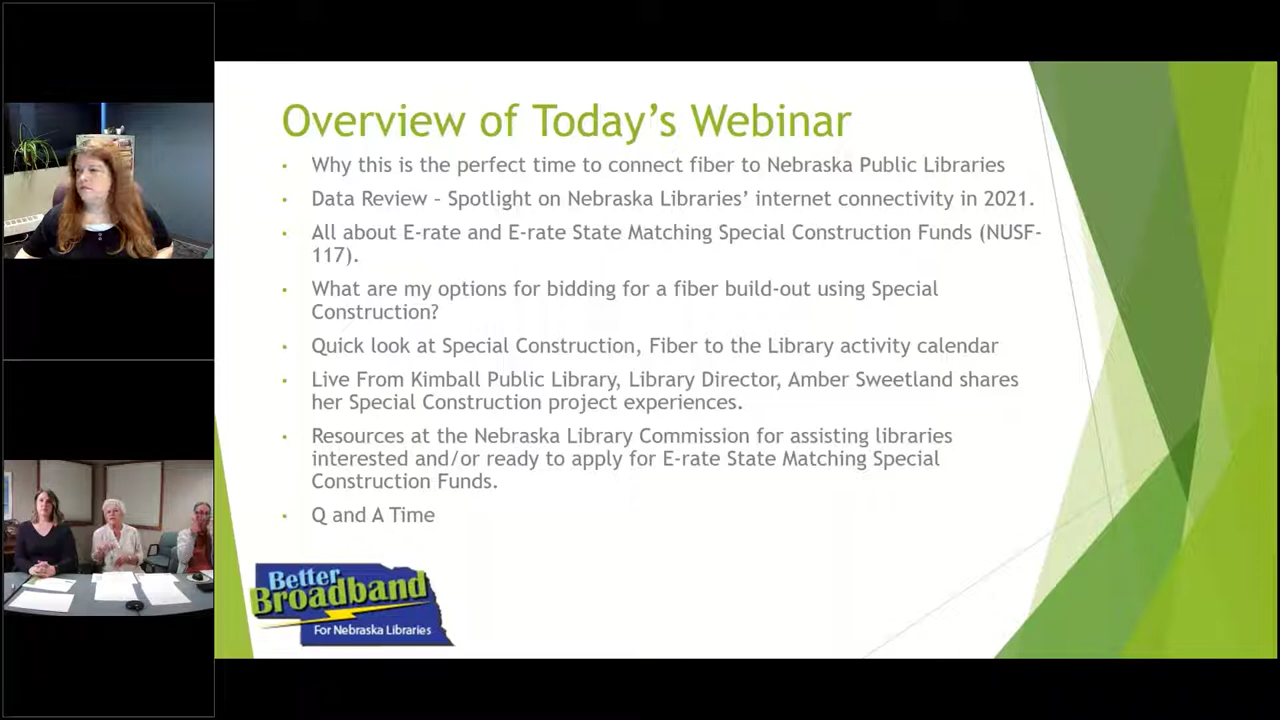 Overview of Today's Webinar
Why this is the perfect time to connect fiber to Nebraska Public Libraries
Data Review – Spotlight on Nebraska Libraries' internet connectivity in 2021.
All about E-rate and E-rate State Matching Special Construction Funds (NUSF-
117).
What are my options for bidding for a fiber build-out using Special
Construction?
Quick look at Special Construction, Fiber to the Library activity calendar
Live From Kimball Public Library, Library Director, Amber Sweetland shares
her Special Construction project experiences.
Resources at the Nebraska Library Commission for assisting libraries
interested and/or ready to apply for E-rate State Matching Special
Construction Funds.
Q and A Time
Better
Broadband
For Nebraska Libraries